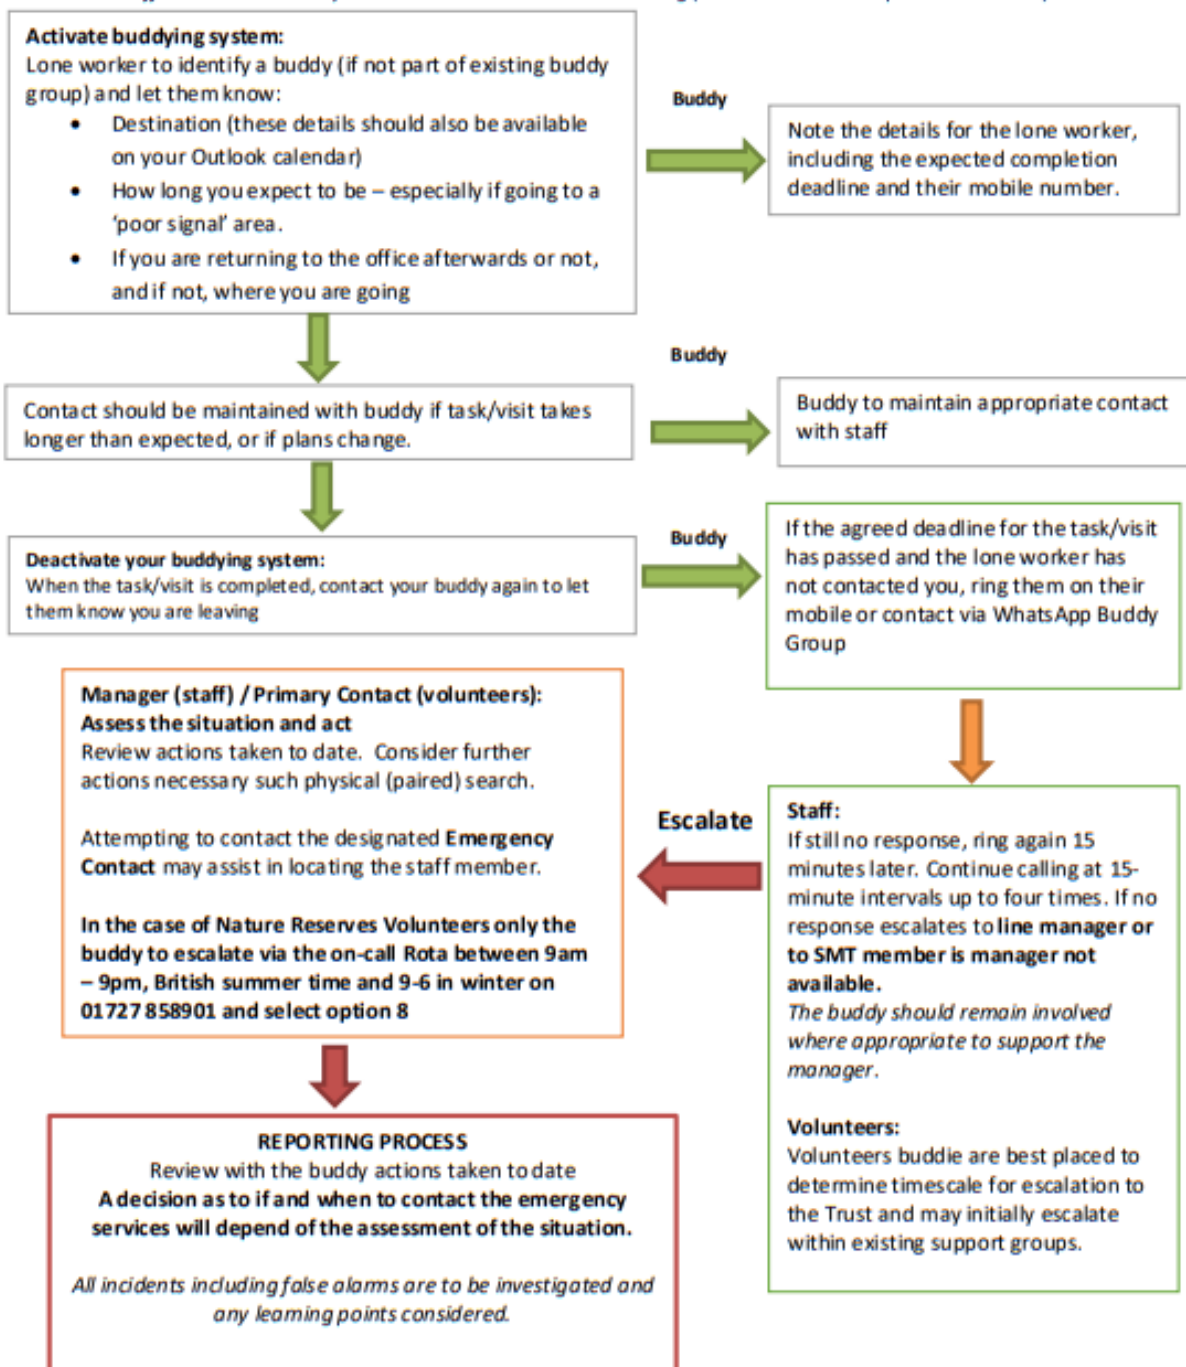 Activate buddying system:
Lone worker to identify a buddy (if not part of existing buddy
group) and let them know:
• Destination (these details should also be available
on your Outlook calendar)
• How long you expect to be – especially if going to a
'poor signal' area.
• If you are returning to the office afterwards or not,
and if not, where you are going
Buddy
Note the details for the lone worker,
including the expected completion
deadline and their mobile number.
Contact should be maintained with buddy if task/visit takes
longer than expected, or if plans change.
Buddy
Buddy to maintain appropriate contact
with staff
Deactivate your buddying system:
When the task/visit is completed, contact your buddy again to let
them know you are leaving
Buddy
If the agreed deadline for the task/visit
has passed and the lone worker has
not contacted you, ring them on their
mobile or contact via WhatsApp Buddy
Group
Staff:
If still no response, ring again 15
minutes later. Continue calling at 15-
minute intervals up to four times. If no
response escalates to line manager or
to SMT member is manager not
available.
The buddy should remain involved
where appropriate to support the
manager.
Volunteers:
Volunteers buddie are best placed to
determine timescale for escalation to
the Trust and may initially escalate
within existing support groups.
Escalate
Manager (staff) / Primary Contact (volunteers):
Assess the situation and act
Review actions taken to date. Consider further
actions necessary such physical (paired) search.
Attempting to contact the designated Emergency
Contact may assist in locating the staff member.
In the case of Nature Reserves Volunteers only the
buddy to escalate via the on-call Rota between 9am
– 9pm, British summer time and 9-6 in winter on
01727 858901 and select option 8
REPORTING PROCESS
Review with the buddy actions taken to date
A decision as to if and when to contact the emergency
services will depend of the assessment of the situation.
All incidents including false alarms are to be investigated and
any learning points considered.